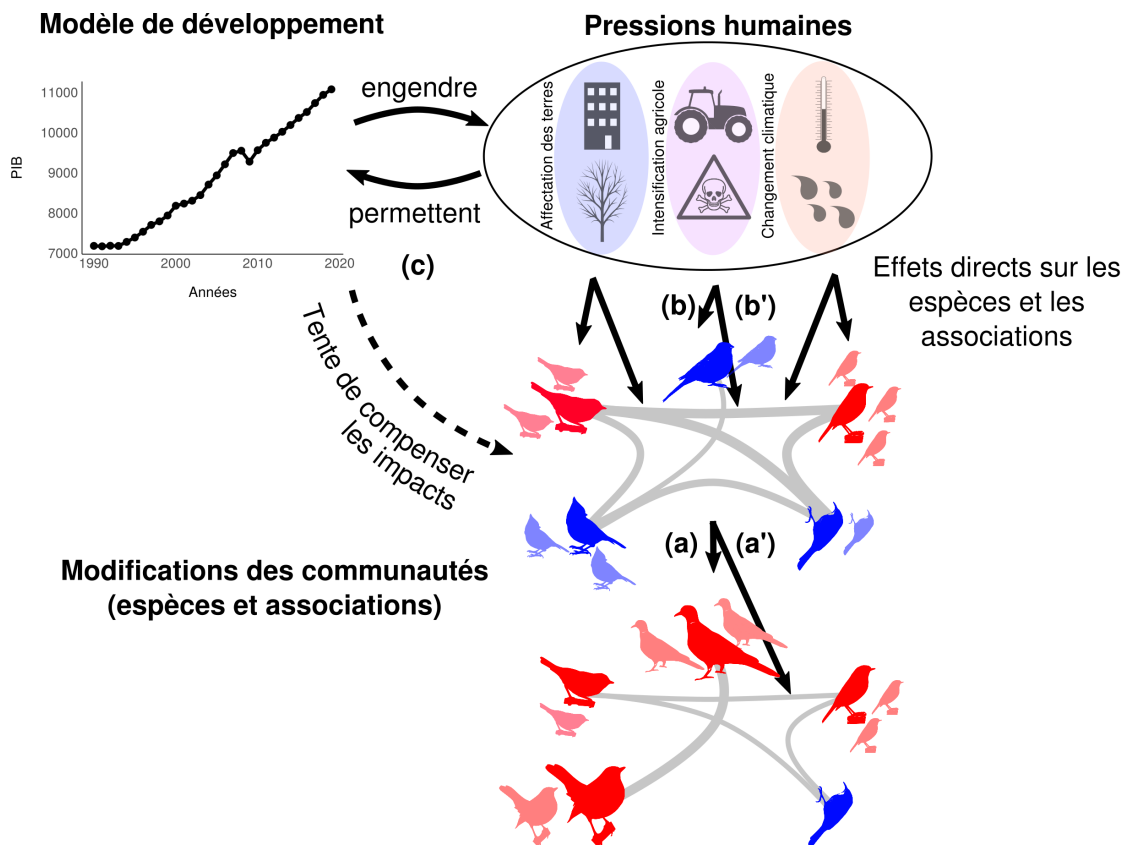 Modèle de développement
Pressions humaines
PIB
11000
10000
9000
8000
7000
1990
2000
2010
2020
Années
engendre
permettent
(c)
Affectation des terres
Intensification agricole
Changement climatique
Effets directs sur les
espèces et les
associations
(b)
(b')
Tente de compenser
les impacts
(a)
(a')
Modifications des communautés
(espèces et associations)